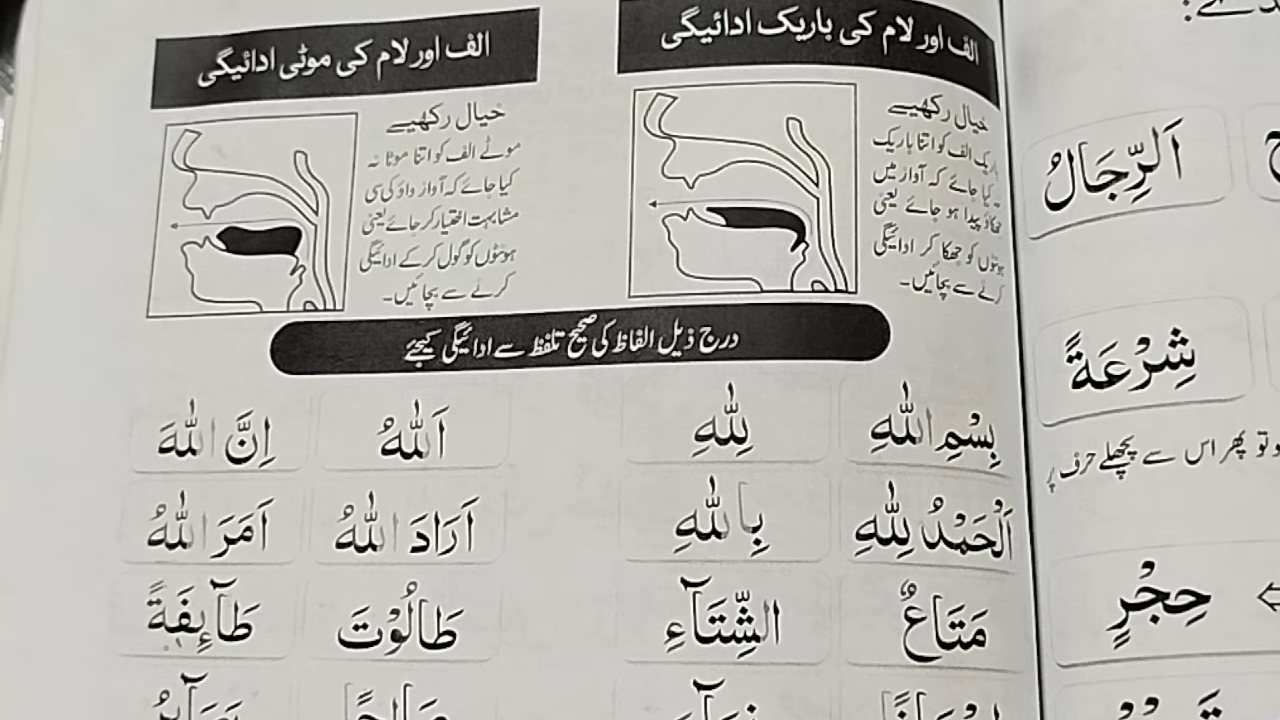 الف اور لام کی باریک ادائیگی
خیال رکھیے
باریک الف کو اتنا باریک
نہ کیا جائے کہ آواز میں
جھکاؤ پیدا ہو جائے یعنی
ہونٹوں کو جھکا کر ادائیگی
کرنے سے بچائیں۔
الف اور لام کی موٹی ادائیگی
خیال رکھیے
موٹے الف کو اتنا موٹا نہ
کیا جائے کہ آواز واؤ کی سی
مشابہت اختیار کر جائے یعنی
ہونٹوں کو گول کر کے ادائیگی
کرنے سے بچائیں۔
درج ذیل الفاظ کی صحیح تلفظ سے ادائیگی کیجئے
بِسْمِ اللّٰهِ لِلّٰهِ اَللّٰهُ اِنَّ اللّٰهَ
اَلْحَمْدُ لِلّٰهِ بِاللّٰهِ اَرَادَ اللّٰهُ اَمَرَ اللّٰهُ
مَتَاعٌ الشِّتَآءِ طَالُوْتَ طَآئِفَةً
اَلرِّجَالُ
شِرْعَةً
تو پھر اس سے پچھلے حرف پر
حِجْرٍ